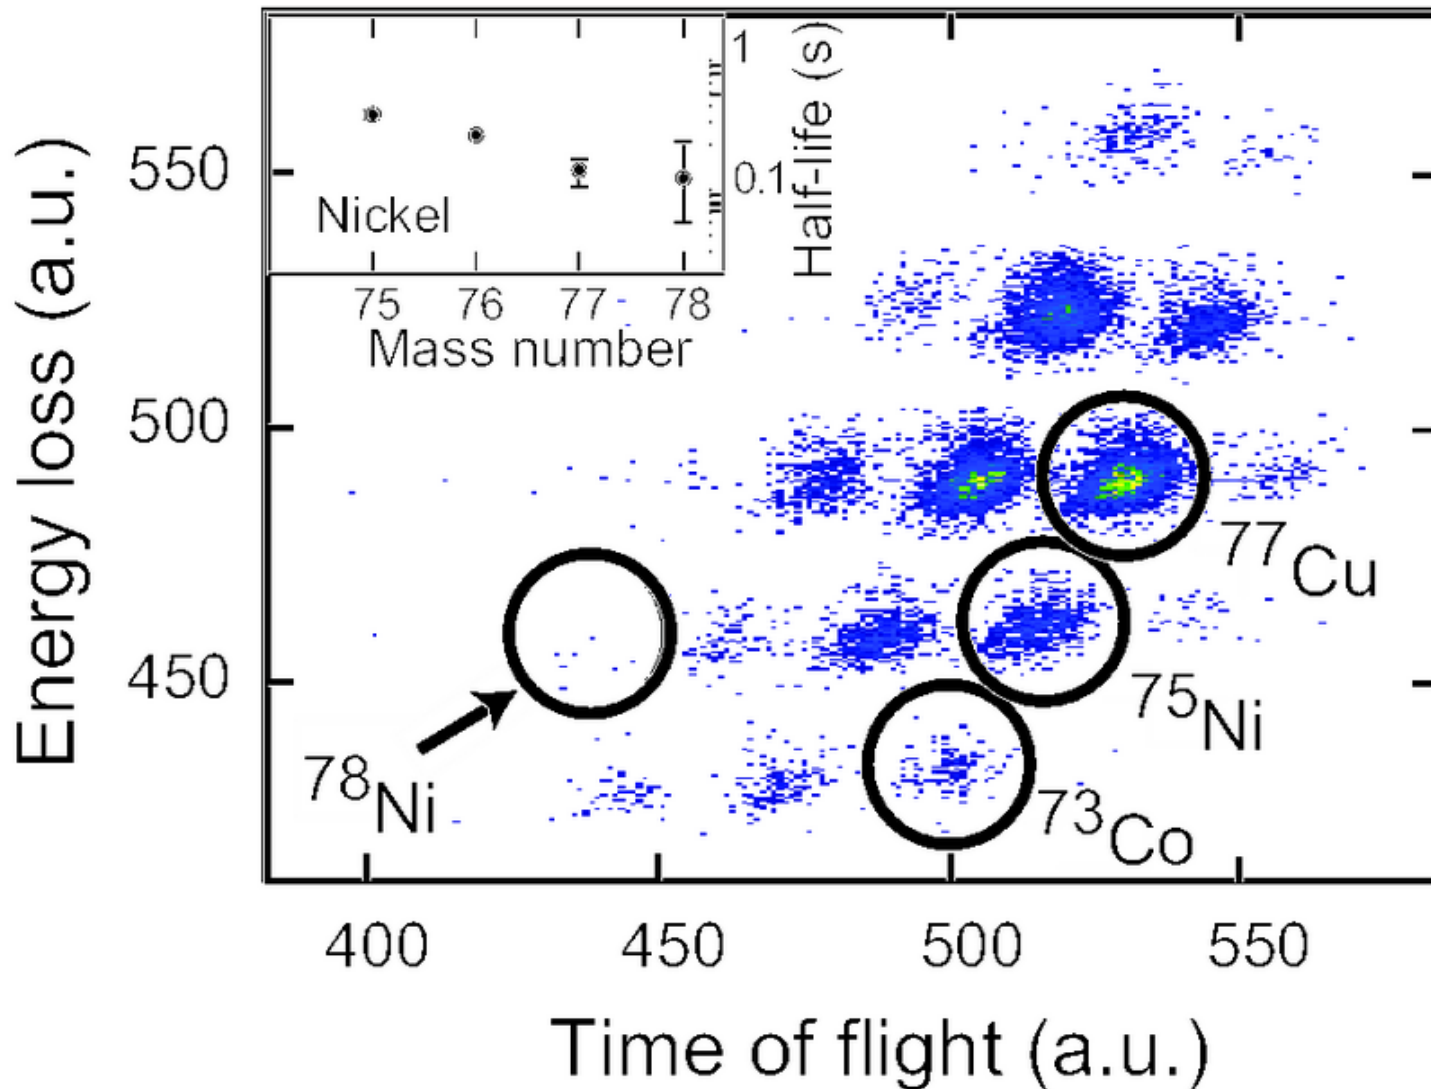 1
Half-life (s)
0.1
Nickel
75 76 77 78
Mass number
Energy loss (a.u.)
550
500
450
77Cu
75Ni
78Ni
73Co
400 450 500 550
Time of flight (a.u.)